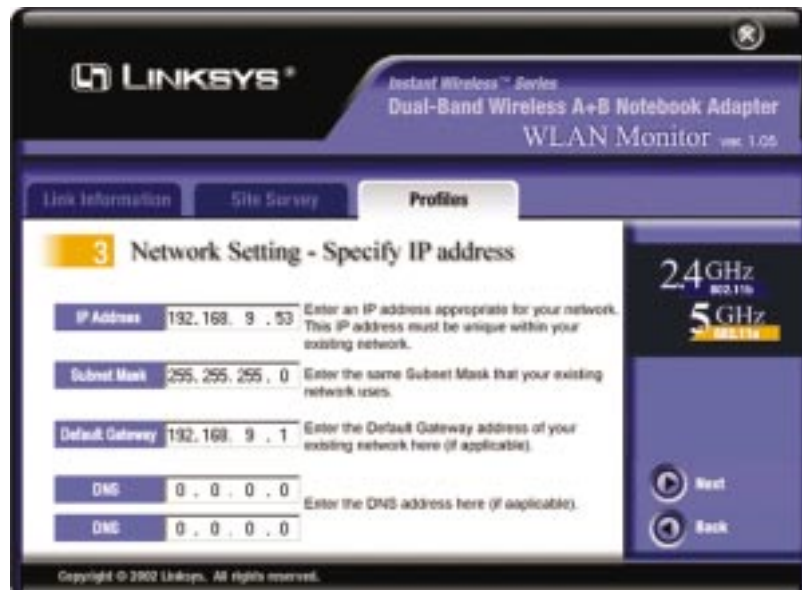 LINKSYS®
Instant Wireless™ Series
Dual-Band Wireless A+B Notebook Adapter
WLAN Monitor ver. 1.05
Link Information
Site Survey
Profiles
3 Network Setting - Specify IP address
IP Address
192.168. 9 .53
Enter an IP address appropriate for your network.
This IP address must be unique within your
existing network.
Subnet Mask
255.255.255. 0
Enter the same Subnet Mask that your existing
network uses.
Default Gateway
192.168. 9 . 1
Enter the Default Gateway address of your
existing network here (if applicable).
DNS
0 . 0 . 0 . 0
Enter the DNS address here (if aaplicable).
DNS
0 . 0 . 0 . 0
2.4GHz
802.11b
5 GHz
802.11a
Next
Back
Copyright © 2002 Linksys. All rights reserved.